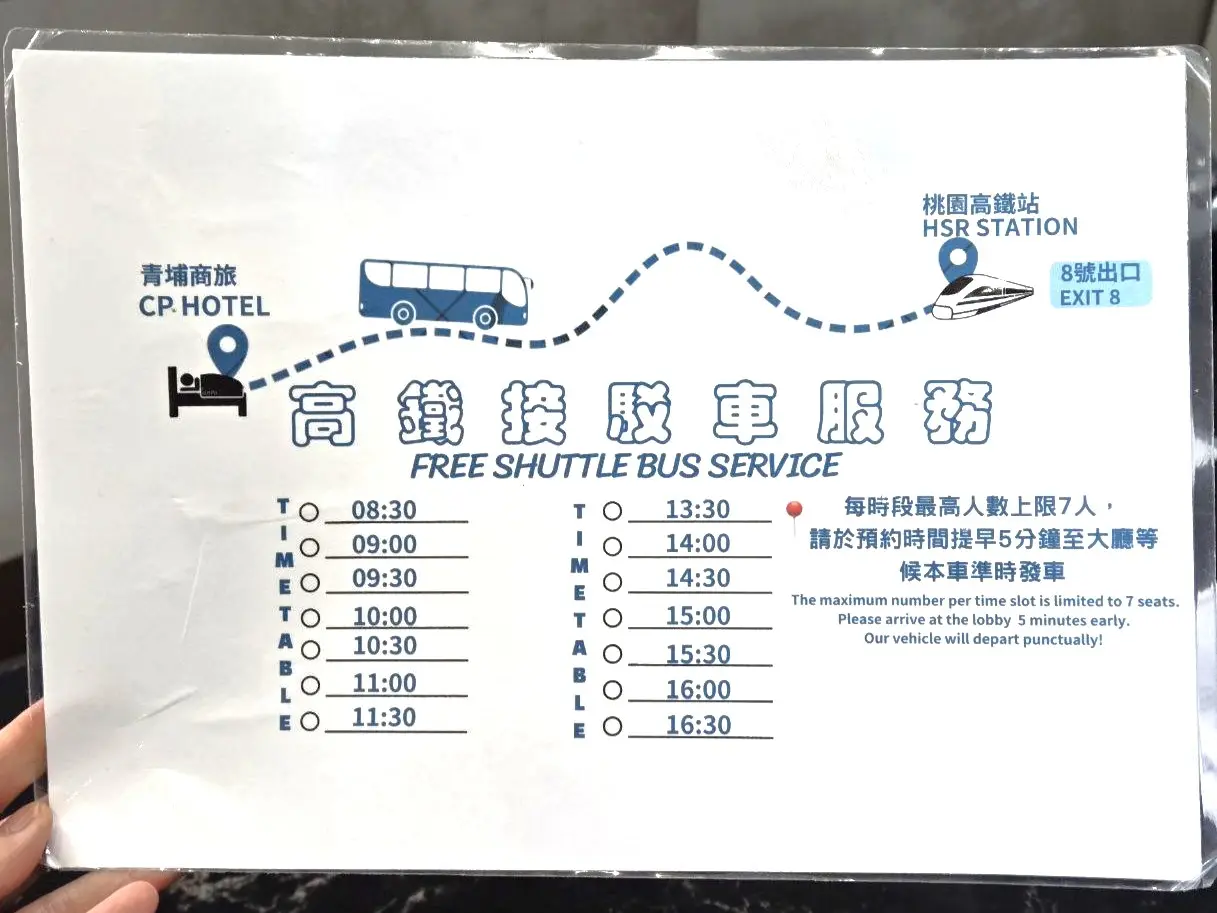 桃園高鐵站
HSR STATION
青埔商旅
CP HOTEL
8號出口
EXIT 8
高鐵接駁車服務
FREE SHUTTLE BUS SERVICE
TIMETABLE
08:30
09:00
09:30
10:00
10:30
11:00
11:30
TIMETABLE
13:30
14:00
14:30
15:00
15:30
16:00
16:30
每時段最高人數上限7人，
請於預約時間提早5分鐘至大廳等
候本車準時發車
The maximum number per time slot is limited to 7 seats.
Please arrive at the lobby 5 minutes early.
Our vehicle will depart punctually!